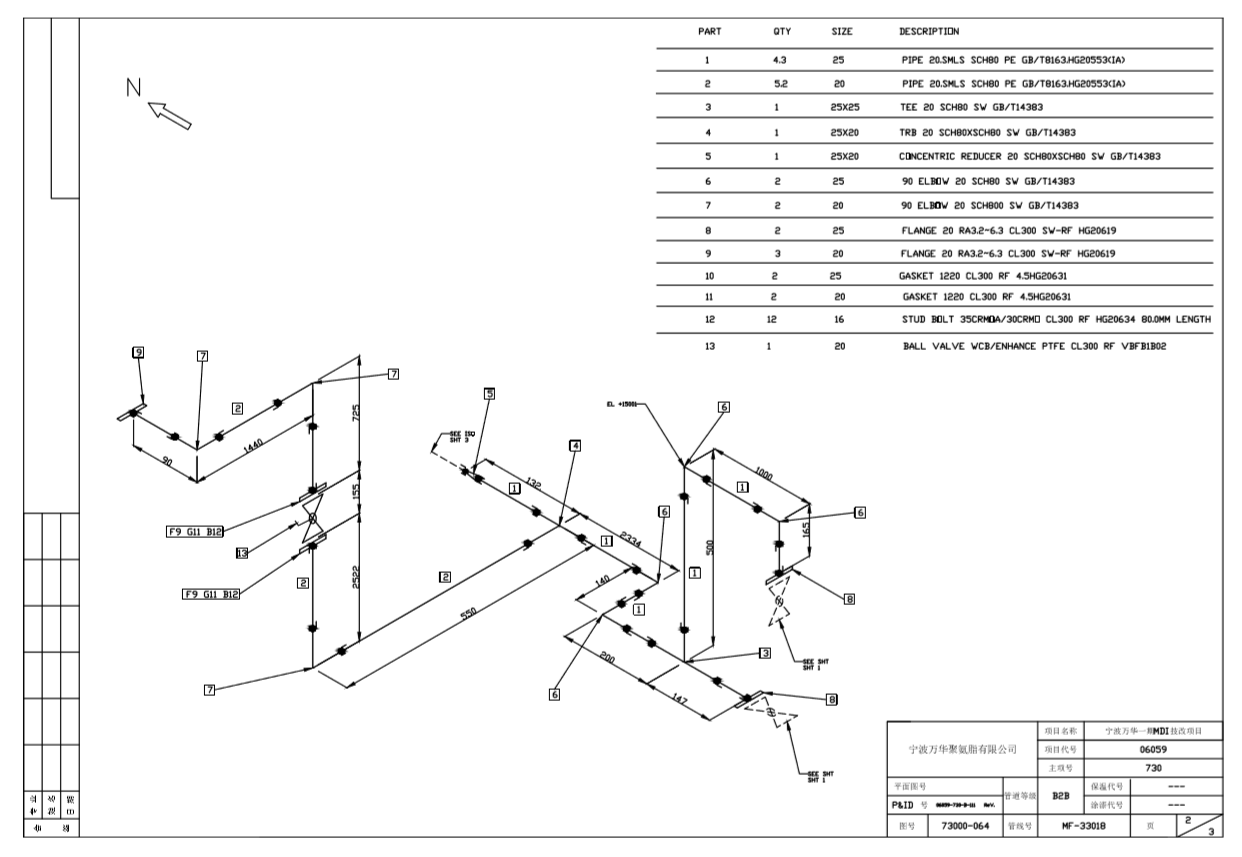 PART QTY SIZE DESCRIPTION
1 4.3 25 PIPE 20.SMLS SCH80 PE GB/T8163.HG20553(IA)
2 5.2 20 PIPE 20.SMLS SCH80 PE GB/T8163.HG20553(IA)
3 1 25X25 TEE 20 SCH80 SW GB/T14383
4 1 25X20 TRB 20 SCH80XSCH80 SW GB/T14383
5 1 25X20 CONCENTRIC REDUCER 20 SCH80XSCH80 SW GB/T14383
6 2 25 90 ELBOW 20 SCH80 SW GB/T14383
7 2 20 90 ELBOW 20 SCH800 SW GB/T14383
8 2 25 FLANGE 20 RA3.2~6.3 CL300 SW-RF HG20619
9 3 20 FLANGE 20 RA3.2~6.3 CL300 SW-RF HG20619
10 2 25 GASKET 1220 CL300 RF 4.5HG20631
11 2 20 GASKET 1220 CL300 RF 4.5HG20631
12 12 16 STUD BOLT 35CRMOA/30CRMO CL300 RF HG20634 80.0MM LENGTH
13 1 20 BALL VALVE WCB/ENHANCE PTFE CL300 RF VBFB1B02
N
9
7
7
2
725
1440
90
155
F9 G11 B12
13
F9 G11 B12
2
2522
7
SEE ISO
SHT 3
5
132
1
4
2334
1
6
2
550
140
1
6
200
147
EL +15001
6
1000
1
6
165
500
1
8
SEE SHT
SHT 1
3
8
SEE SHT
SHT 1
宁波万华聚氨脂有限公司
项目名称 宁波万华一期MDI技改项目
项目代号 06059
主项号 730
平面图号
管道等级 B2B
保温代号 ---
P&ID 号 REV.
涂漆代号 ---
图号 73000-064 管线号 MF-33018 页 2/3